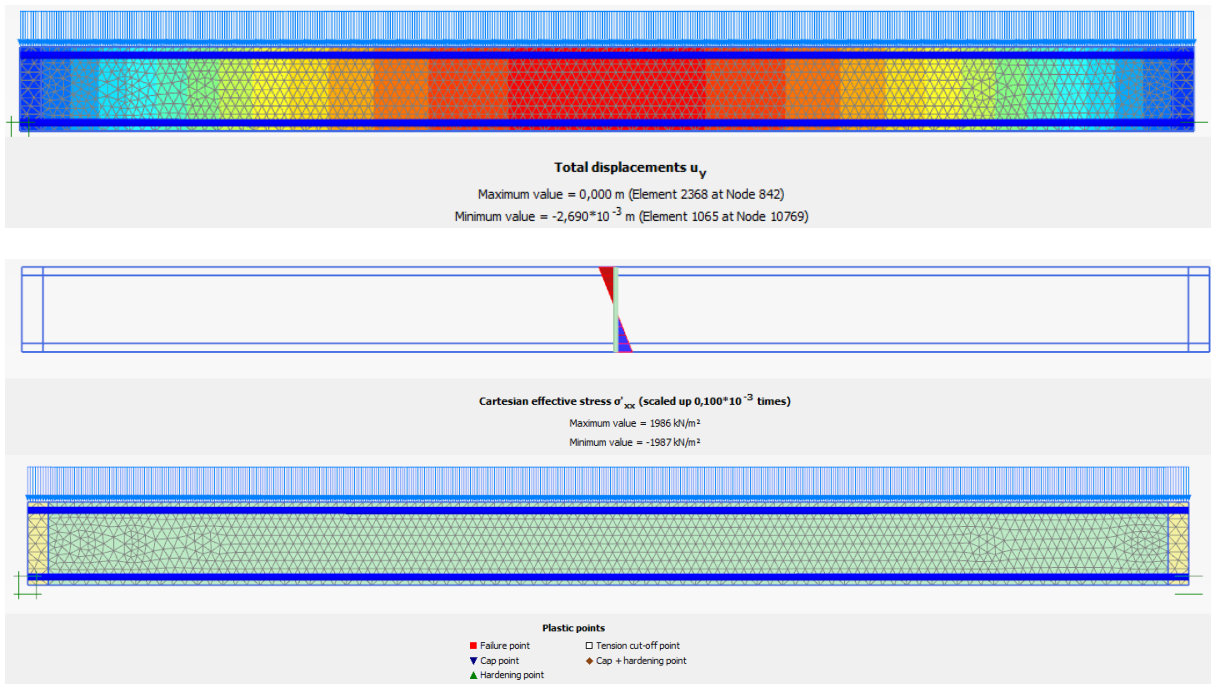 Total displacements uy
Maximum value = 0,000 m (Element 2368 at Node 842)
Minimum value = -2,690*10-3 m (Element 1065 at Node 10769)
Cartesian effective stress σ'xx (scaled up 0,100*10-3 times)
Maximum value = 1986 kN/m²
Minimum value = -1987 kN/m²
Plastic points
Failure point Tension cut-off point
Cap point Cap + hardening point
Hardening point